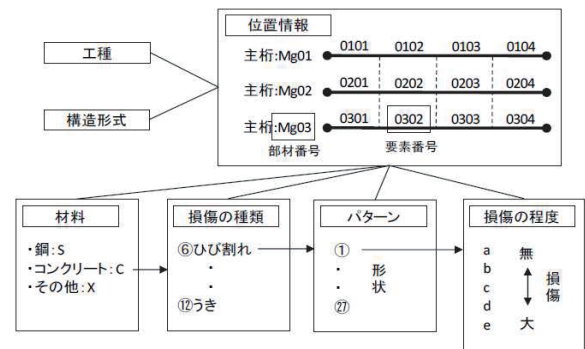 位置情報
工種
構造形式
主桁:Mg01
0101 0102 0103 0104
主桁:Mg02
0201 0202 0203 0204
主桁:Mg03
0301 0302 0303 0304
部材番号
要素番号
材料
・鋼:S
・コンクリート:C
・その他:X
損傷の種類
⑥ひび割れ
・
・
⑫うき
パターン
①
・
・
㉗
形
状
損傷の程度
a
b
c
d
e
無
大
損
傷